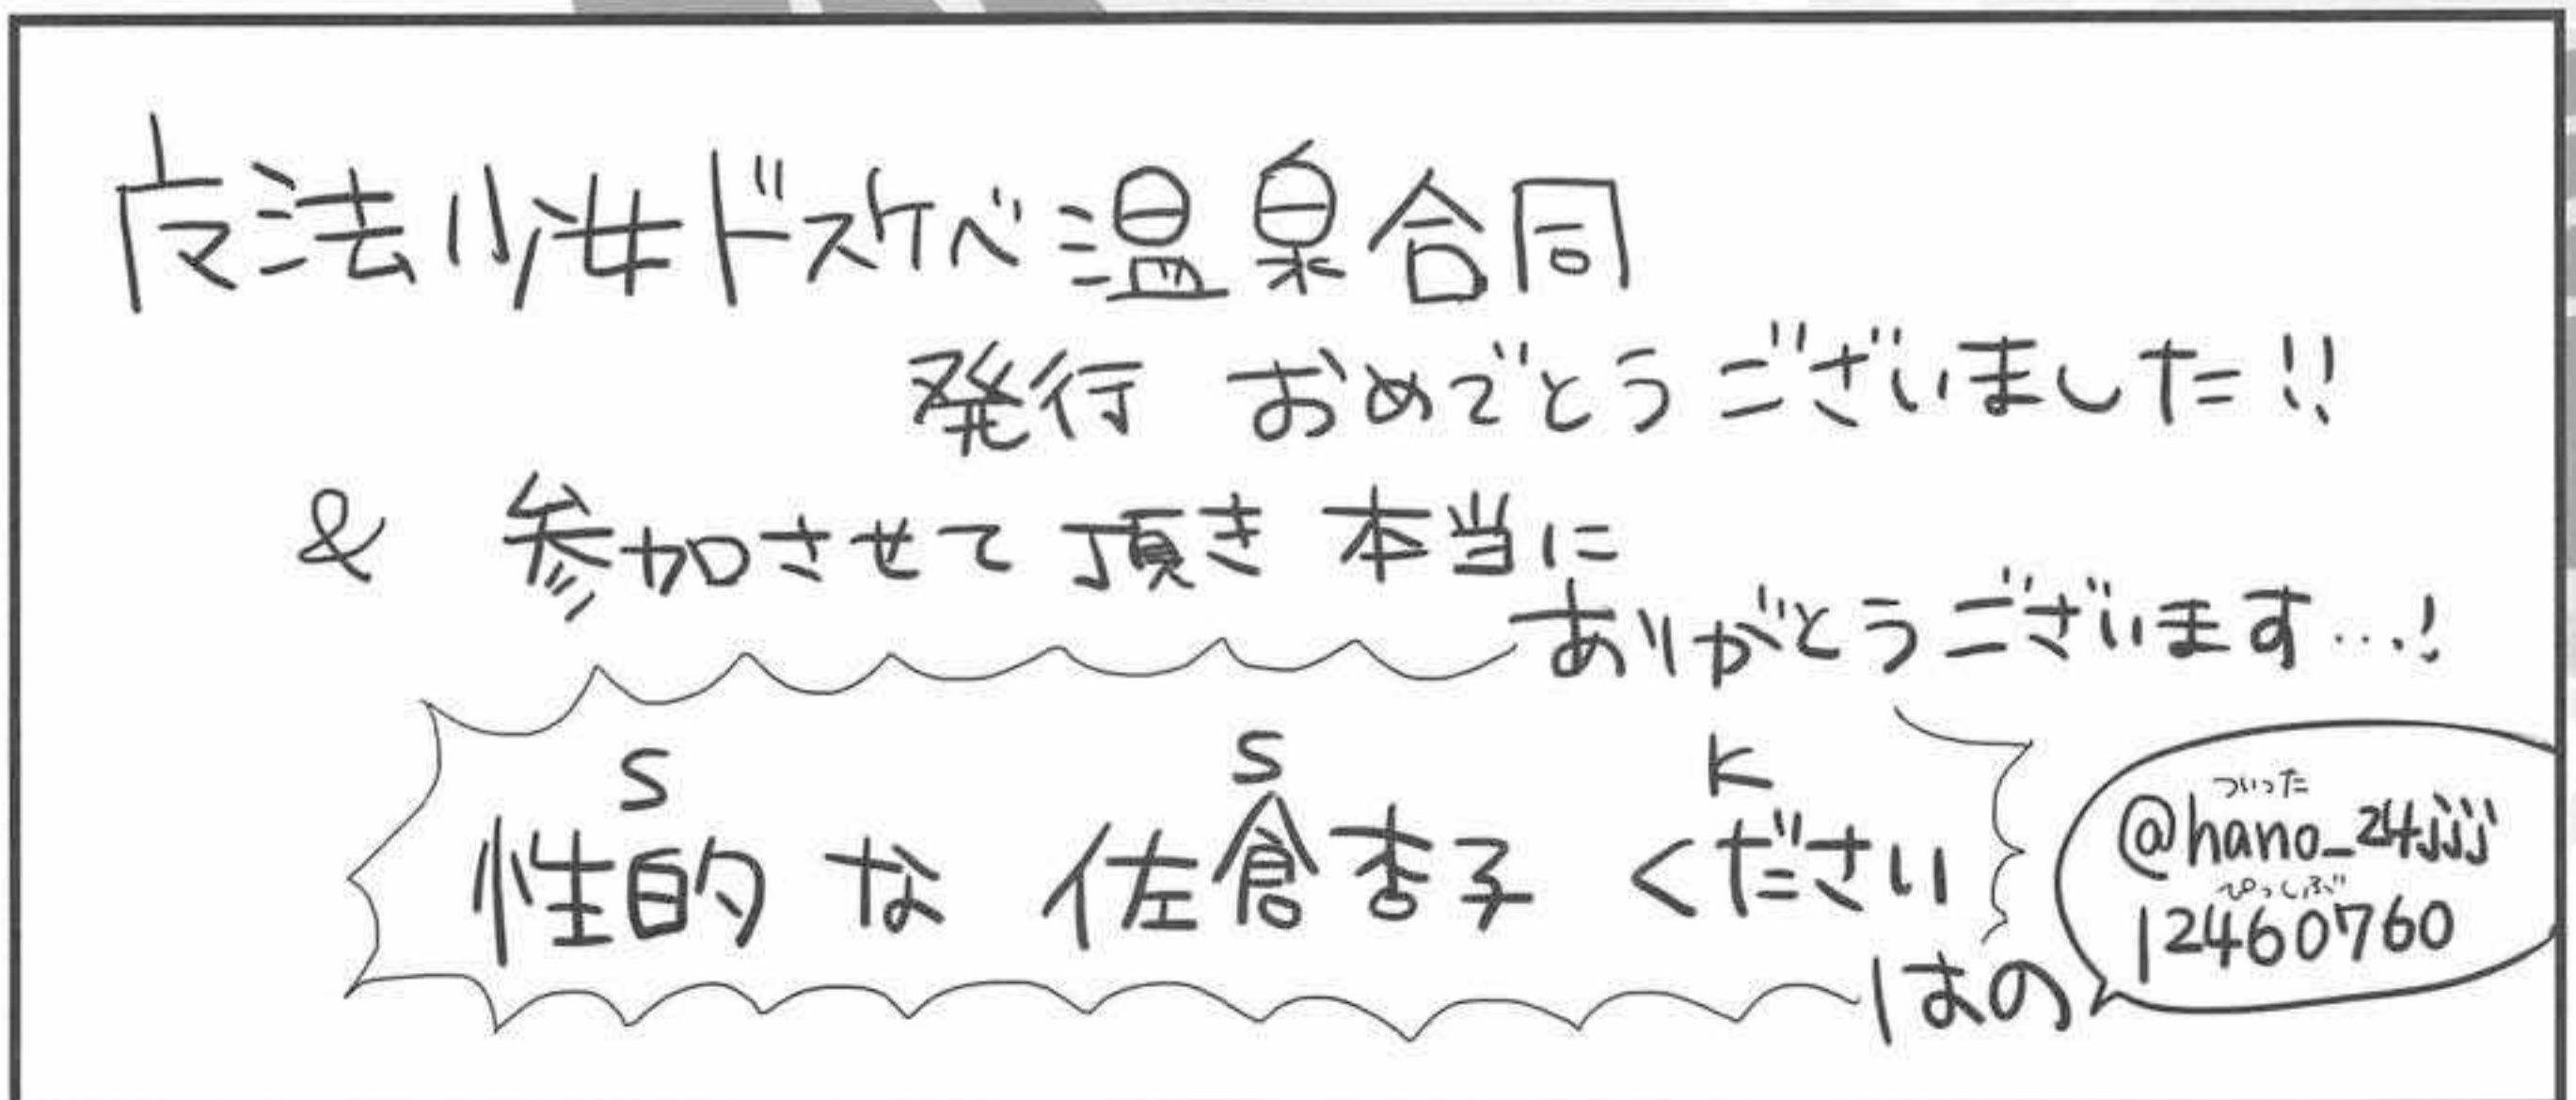 魔法少女ドスケベ温泉合同
発行 おめでとうございました!!
& 参加させて頂き 本当に
ありがとうございます…!
S S K
性的な 佐倉杏子 ください
はの
ついった
@hano_24jjj
ぴくしぶ
12460760